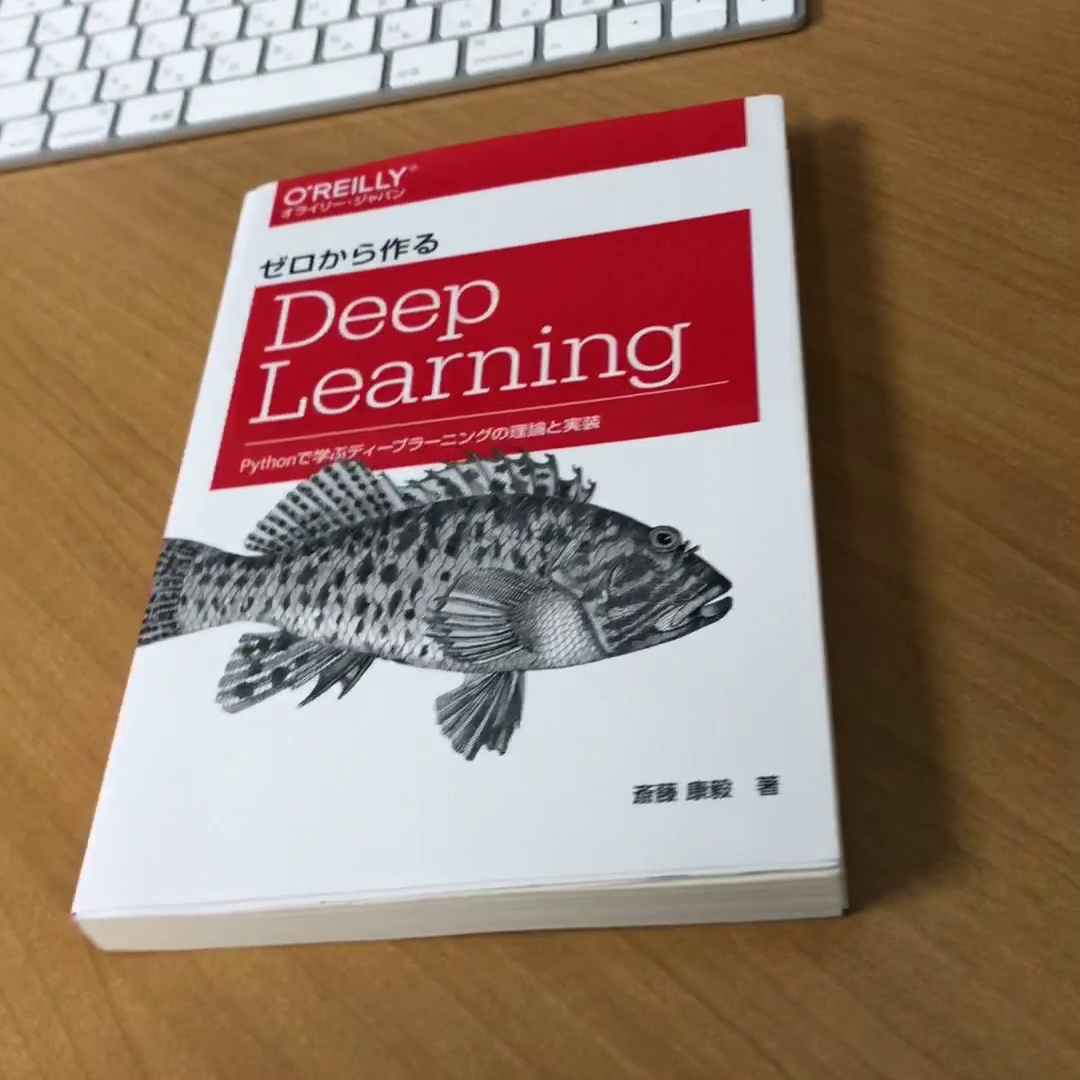 O'REILLY®
オライリー・ジャパン
ゼロから作る
Deep
Learning
Pythonで学ぶディープラーニングの理論と実装
斎藤 康毅 著